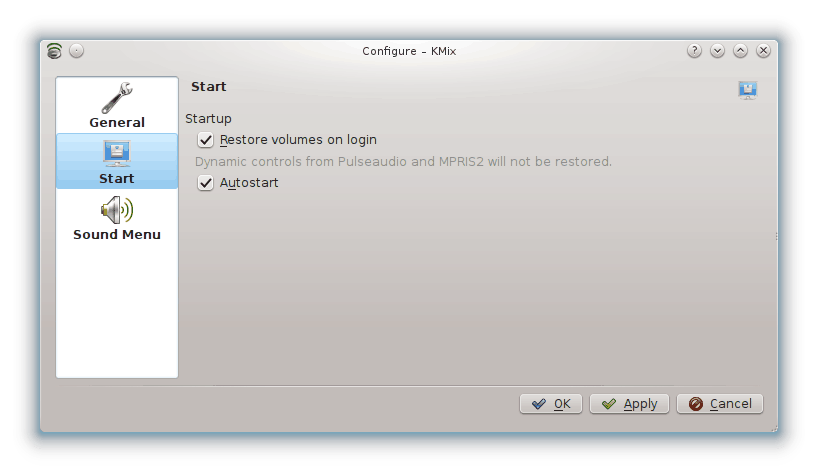 Configure – KMix
General
Start
Sound Menu
Start
Startup
Restore volumes on login
Dynamic controls from Pulseaudio and MPRIS2 will not be restored.
Autostart
OK
Apply
Cancel